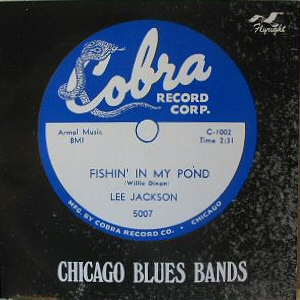 Flyright
Cobra
RECORD
CORP.
Armel Music
BMI
C-1002
Time 2:31
FISHIN' IN MY POND
(Willie Dixon)
LEE JACKSON
5007
MFG. BY COBRA RECORD CO. • CHICAGO
CHICAGO BLUES BANDS